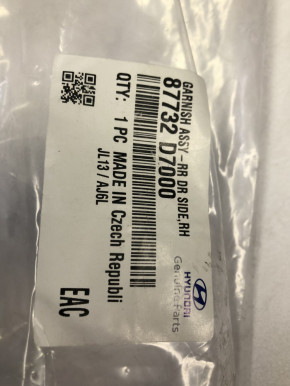 GARNISH ASSY-RR DR SIDE,RH
87732 D7000
QTY: 1 PC MADE IN Czech Republi
JL13 / AJ6L
HYUNDAI
Genuine Parts
EAC